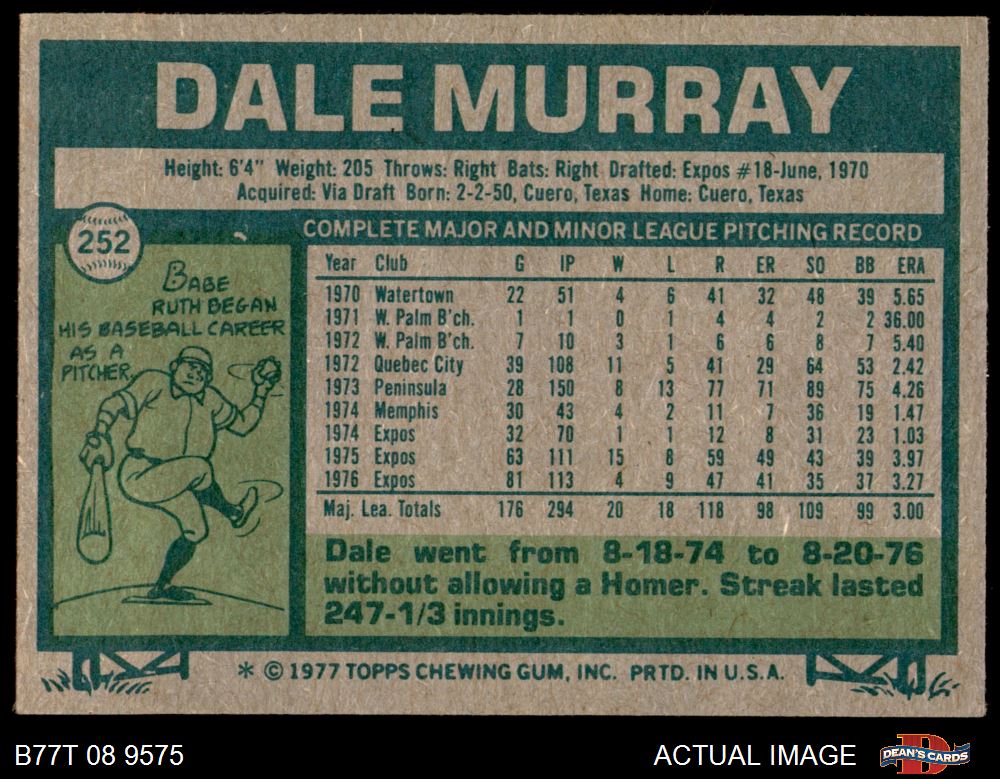 DALE MURRAY
Height: 6'4" Weight: 205 Throws: Right Bats: Right Drafted: Expos #18-June, 1970
Acquired: Via Draft Born: 2-2-50, Cuero, Texas Home: Cuero, Texas
252
BABE
RUTH BEGAN
HIS BASEBALL CAREER
AS A
PITCHER
COMPLETE MAJOR AND MINOR LEAGUE PITCHING RECORD
Year Club G IP W L R ER SO BB ERA
1970 Watertown 22 51 4 6 41 32 48 39 5.65
1971 W. Palm B'ch. 1 1 0 1 4 4 2 2 36.00
1972 W. Palm B'ch. 7 10 3 1 6 6 8 7 5.40
1972 Quebec City 39 108 11 5 41 29 64 53 2.42
1973 Peninsula 28 150 8 13 77 71 89 75 4.26
1974 Memphis 30 43 4 2 11 7 36 19 1.47
1974 Expos 32 70 1 1 12 8 31 23 1.03
1975 Expos 63 111 15 8 59 49 43 39 3.97
1976 Expos 81 113 4 9 47 41 35 37 3.27
Maj. Lea. Totals 176 294 20 18 118 98 109 99 3.00
Dale went from 8-18-74 to 8-20-76
without allowing a Homer. Streak lasted
247-1/3 innings.
* © 1977 TOPPS CHEWING GUM, INC. PRTD. IN U.S.A.
B77T 08 9575
ACTUAL IMAGE
DEAN'S CARDS